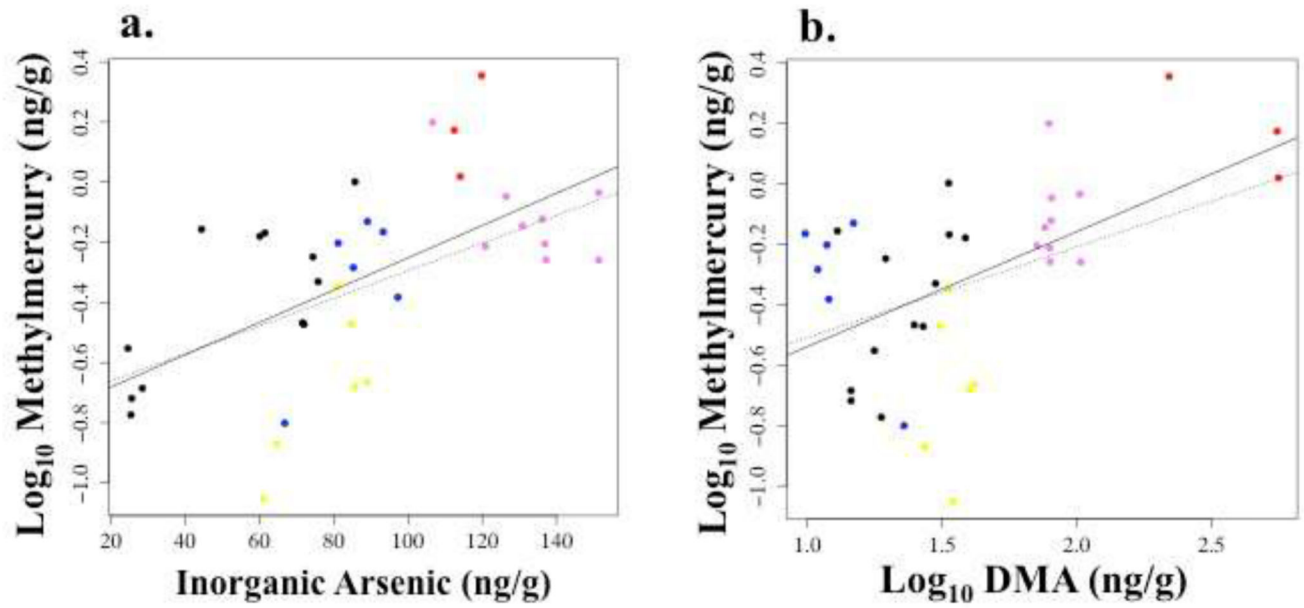 a.
Log10 Methylmercury (ng/g)
0.4
0.2
0.0
−0.2
−0.4
−0.6
−0.8
−1.0
20 40 60 80 100 120 140
Inorganic Arsenic (ng/g)
b.
Log10 Methylmercury (ng/g)
0.4
0.2
0.0
−0.2
−0.4
−0.6
−0.8
−1.0
1.0 1.5 2.0 2.5
Log10 DMA (ng/g)